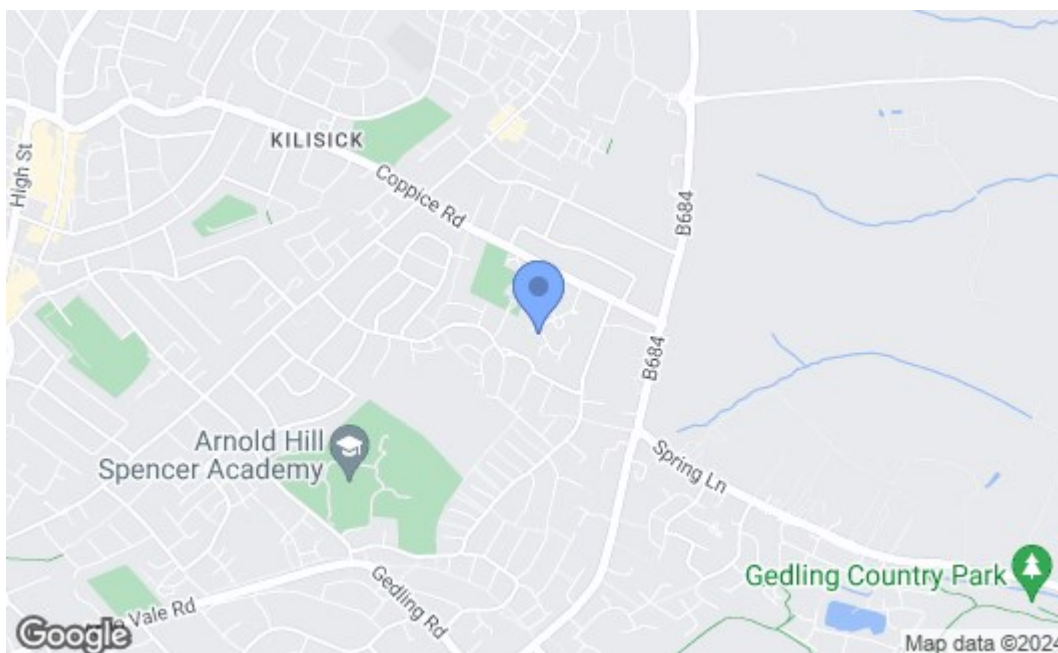 KILISICK
High St
Coppice Rd
B684
B684
Arnold Hill
Spencer Academy
Spring Ln
Gedling Country Park
Vale Rd
Gedling Rd
Google
Map data ©2024